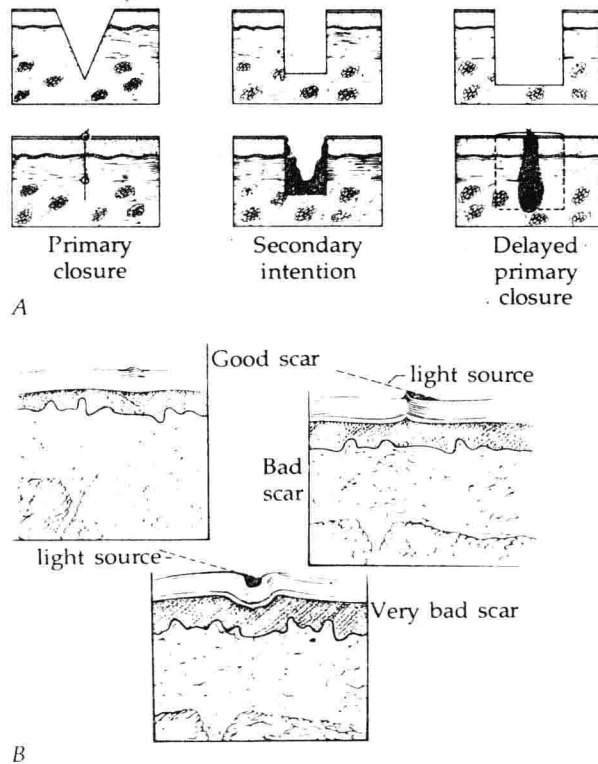 Primary
closure
Secondary
intention
Delayed
primary
closure
A
Good scar
light source
Bad
scar
light source
Very bad scar
B